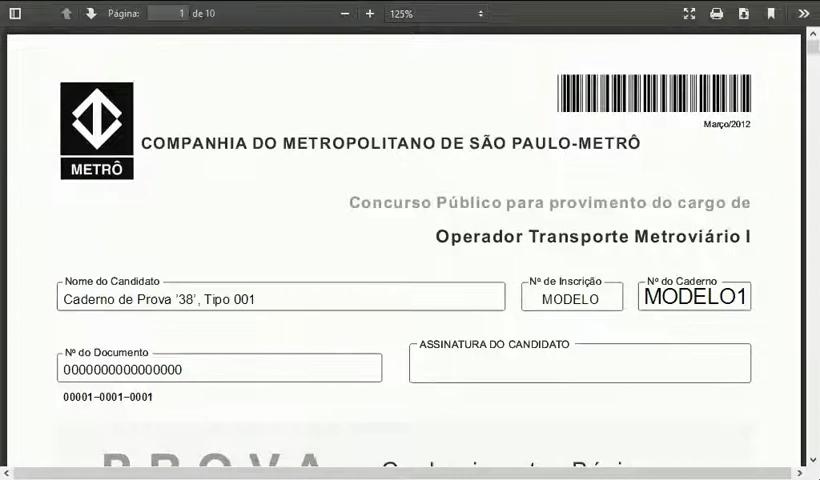 Página: 1 de 10 125%
Março/2012
COMPANHIA DO METROPOLITANO DE SÃO PAULO-METRÔ
METRÔ
Concurso Público para provimento do cargo de
Operador Transporte Metroviário I
Nome do Candidato Nº de Inscrição Nº do Caderno
Caderno de Prova '38', Tipo 001 MODELO MODELO1
Nº do Documento ASSINATURA DO CANDIDATO
0000000000000000
00001-0001-0001
PROVA